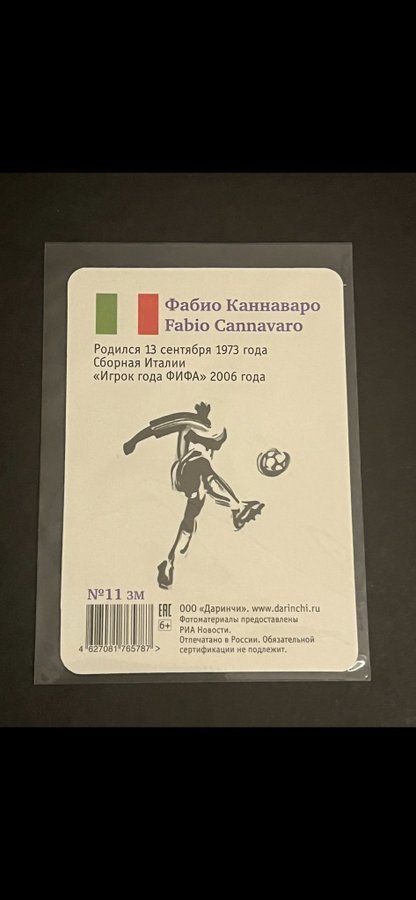 Фабио Каннаваро
Fabio Cannavaro
Родился 13 сентября 1973 года
Сборная Италии
«Игрок года ФИФА» 2006 года
№11 зм
EAC
6+
4 627081 765787 >
ООО «Даринчи». www.darinchi.ru
Фотоматериалы предоставлены
РИА Новости.
Отпечатано в России. Обязательной
сертификации не подлежит.